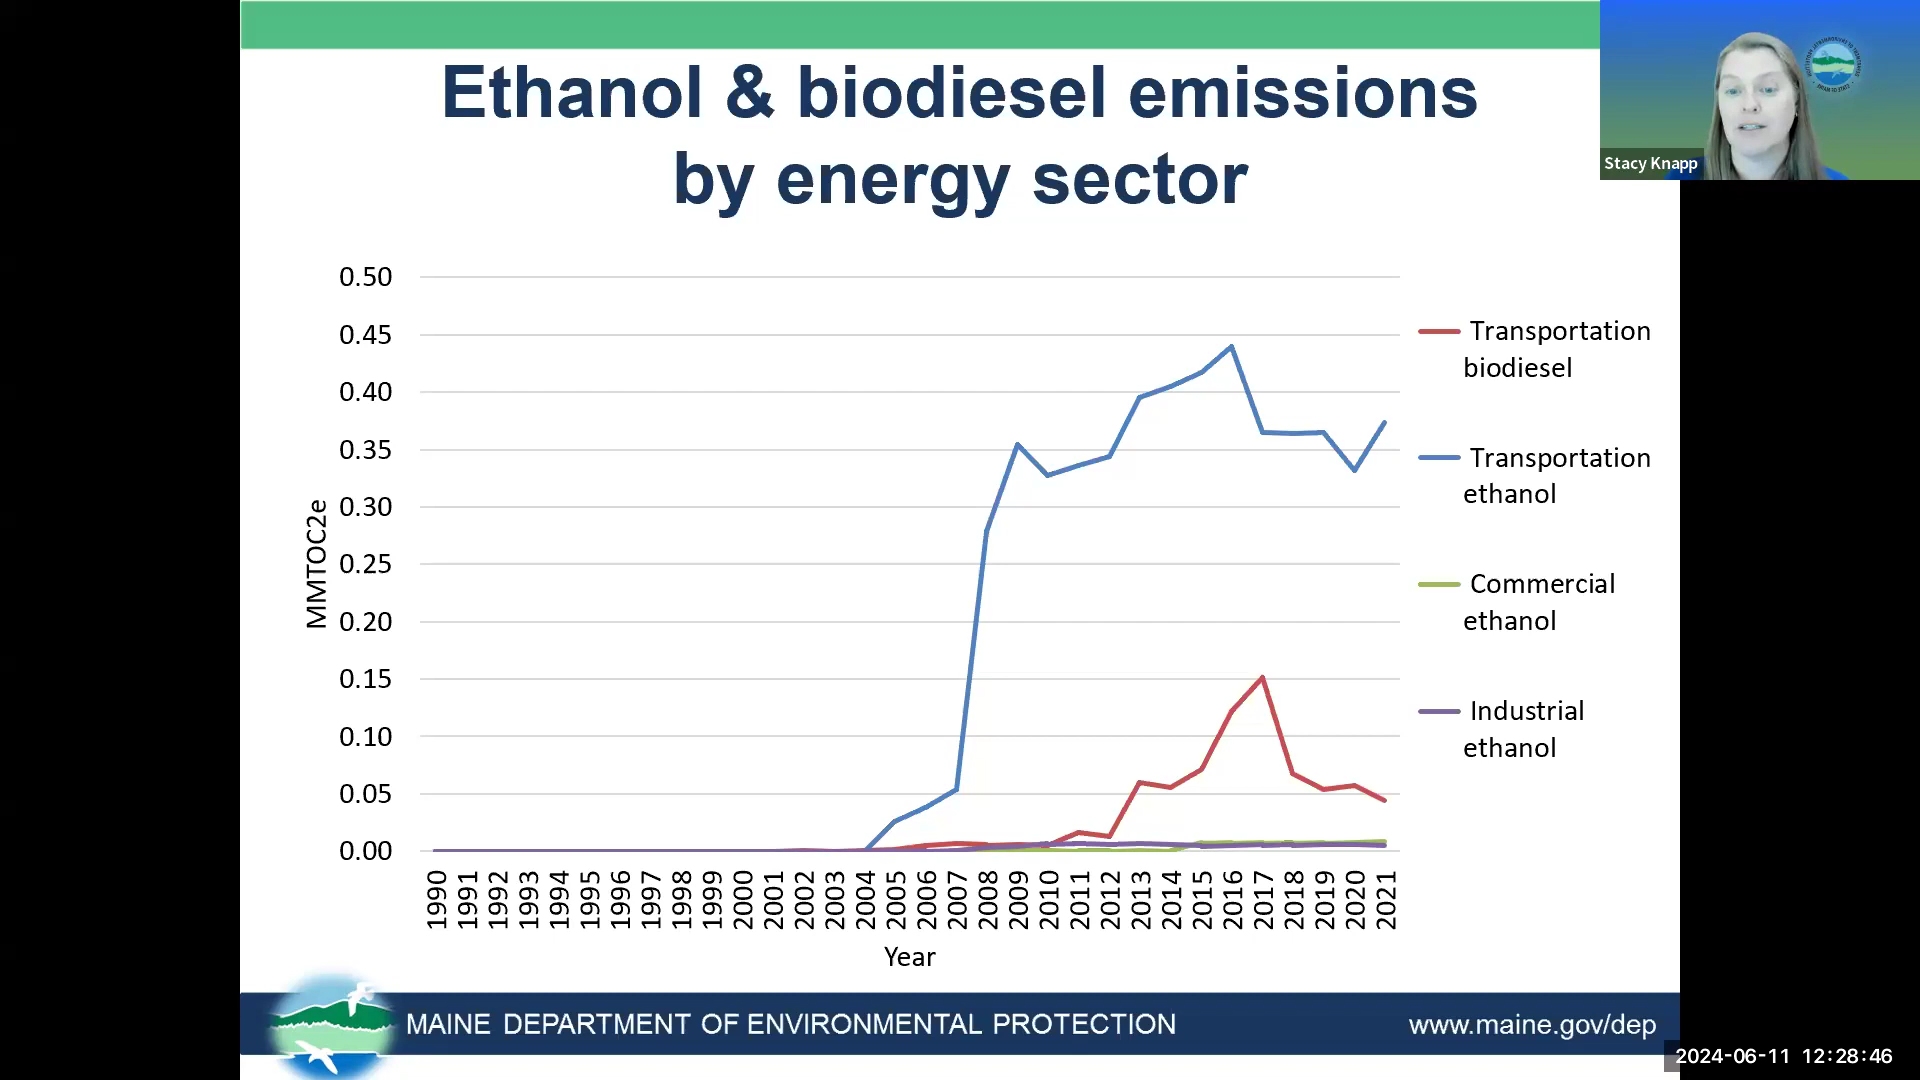 Ethanol & biodiesel emissions
by energy sector
Stacy Knapp
0.50
0.45
0.40
0.35
0.30
0.25
0.20
0.15
0.10
0.05
0.00
MMTOC2e
1990 1991 1992 1993 1994 1995 1996 1997 1998 1999 2000 2001 2002 2003 2004 2005 2006 2007 2008 2009 2010 2011 2012 2013 2014 2015 2016 2017 2018 2019 2020 2021
Year
Transportation
biodiesel
Transportation
ethanol
Commercial
ethanol
Industrial
ethanol
MAINE DEPARTMENT OF ENVIRONMENTAL PROTECTION
www.maine.gov/dep
2024-06-11 12:28:46